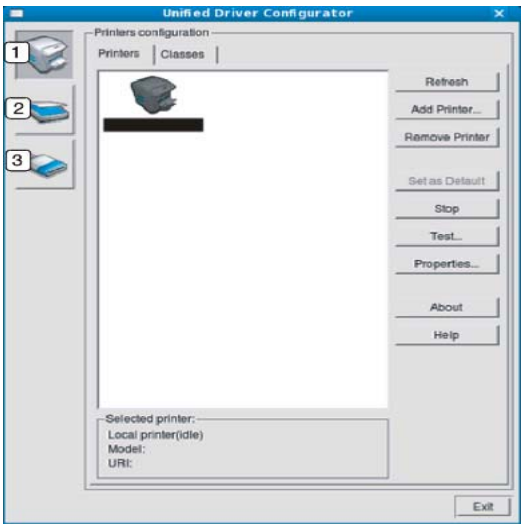 Unified Driver Configurator
1
2
3
Printers configuration
Printers
Classes
Refresh
Add Printer...
Remove Printer
Set as Default
Stop
Test...
Properties...
About
Help
Selected printer:
Local printer(idle)
Model:
URI:
Exit